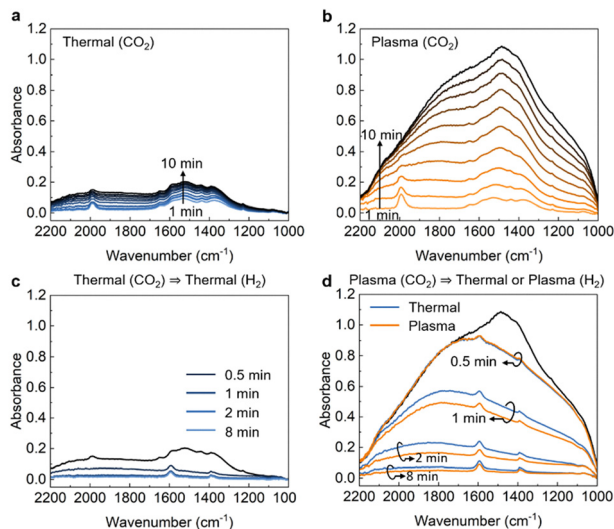 a
Thermal (CO₂)
1.2
1.0
0.8
0.6
0.4
0.2
0.0
Absorbance
10 min
1 min
2200 2000 1800 1600 1400 1200 1000
Wavenumber (cm⁻¹)
b
Plasma (CO₂)
1.2
1.0
0.8
0.6
0.4
0.2
0.0
Absorbance
10 min
1 min
2200 2000 1800 1600 1400 1200 1000
Wavenumber (cm⁻¹)
c
Thermal (CO₂) ⇒ Thermal (H₂)
1.2
1.0
0.8
0.6
0.4
0.2
0.0
Absorbance
0.5 min
1 min
2 min
8 min
2200 2000 1800 1600 1400 1200 1000
Wavenumber (cm⁻¹)
d
Plasma (CO₂) ⇒ Thermal or Plasma (H₂)
1.2
1.0
0.8
0.6
0.4
0.2
0.0
Absorbance
Thermal
Plasma
0.5 min
1 min
2 min
8 min
2200 2000 1800 1600 1400 1200 1000
Wavenumber (cm⁻¹)